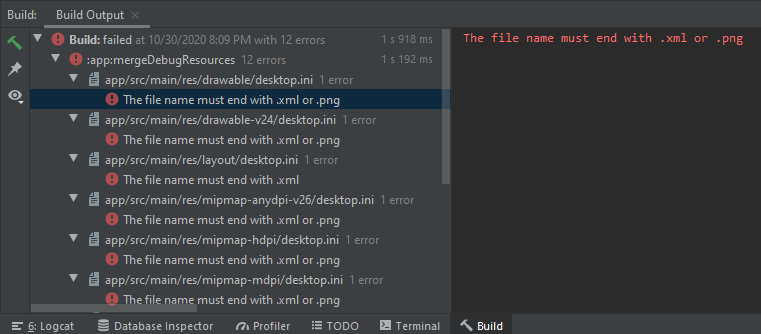 Build: Build Output ×
Build: failed at 10/30/2020 8:09 PM with 12 errors 1 s 918 ms
:app:mergeDebugResources 12 errors 1 s 192 ms
app/src/main/res/drawable/desktop.ini 1 error
The file name must end with .xml or .png
app/src/main/res/drawable-v24/desktop.ini 1 error
The file name must end with .xml or .png
app/src/main/res/layout/desktop.ini 1 error
The file name must end with .xml
app/src/main/res/mipmap-anydpi-v26/desktop.ini 1 error
The file name must end with .xml or .png
app/src/main/res/mipmap-hdpi/desktop.ini 1 error
The file name must end with .xml or .png
app/src/main/res/mipmap-mdpi/desktop.ini 1 error
The file name must end with .xml or .png
The file name must end with .xml or .png
6: Logcat Database Inspector Profiler TODO Terminal Build